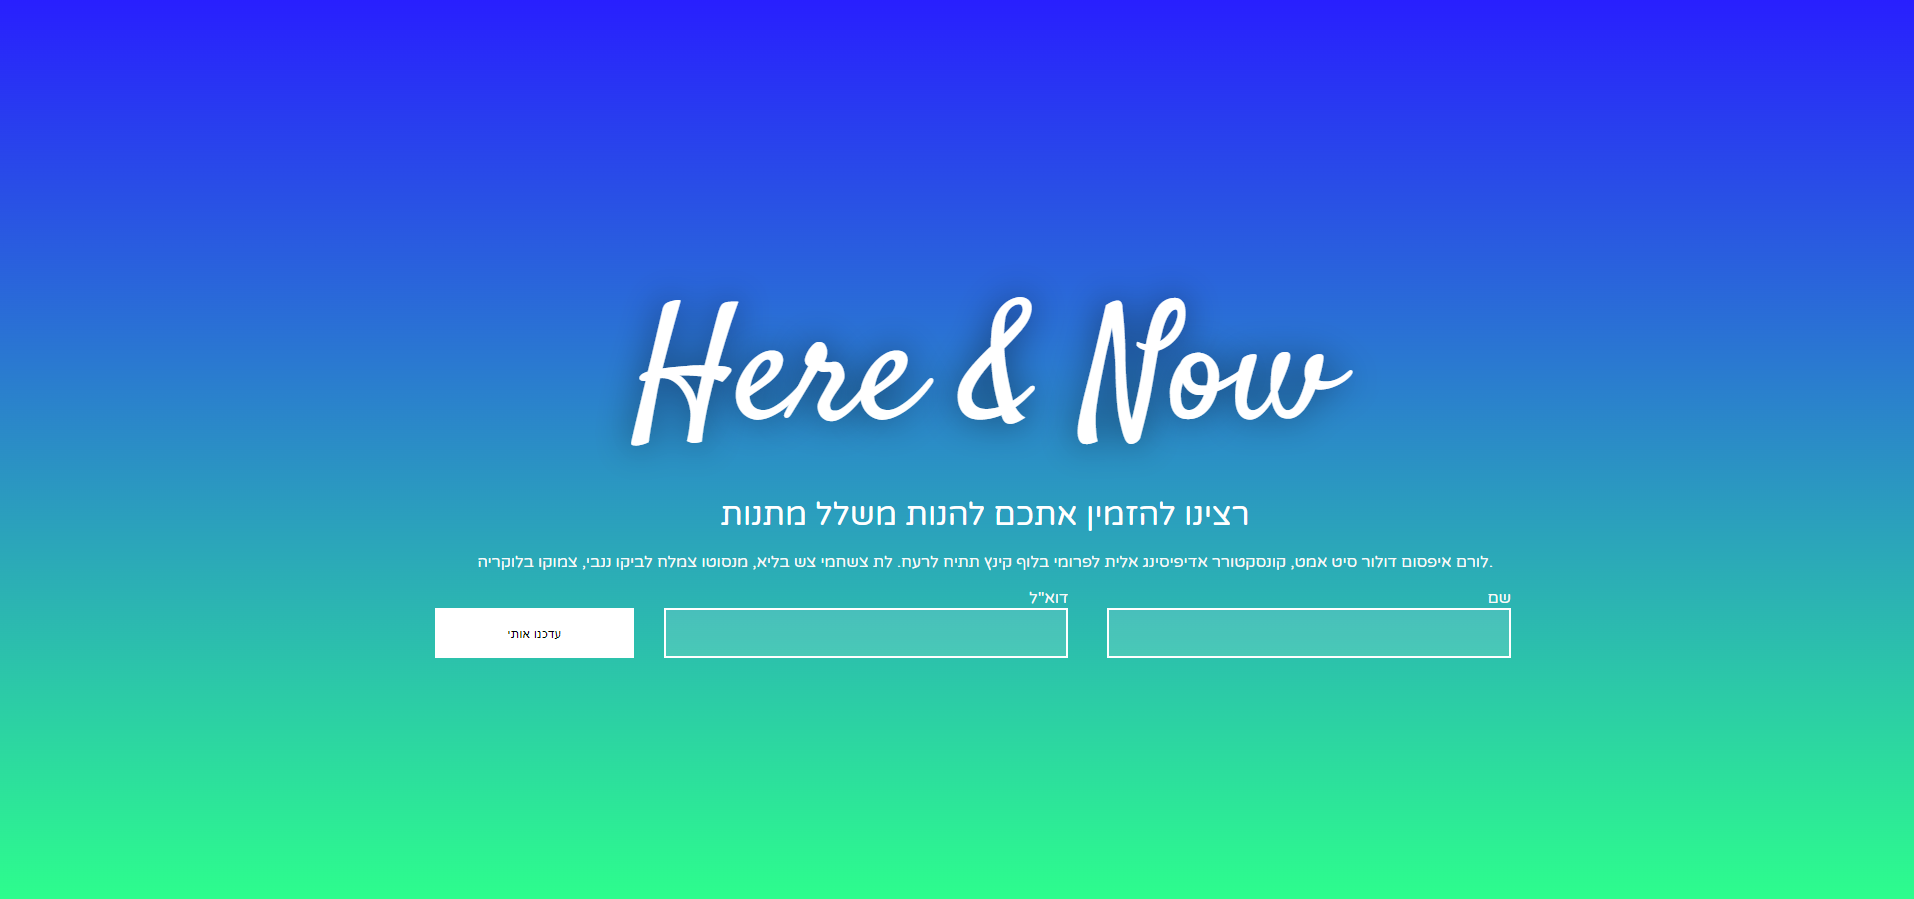 Here & Now
רצינו להזמין אתכם להנות משלל מתנות
לורם איפסום דולור סיט אמט, קונסקטורר אדיפיסינג אלית לפרומי בלוף קינץ תתיח לרעח. לת צשחמי צש בליא, מנסוטו צמלח לביקו ננבי, צמוקו בלוקריה.
שם
דוא"ל
עדכנו אותי